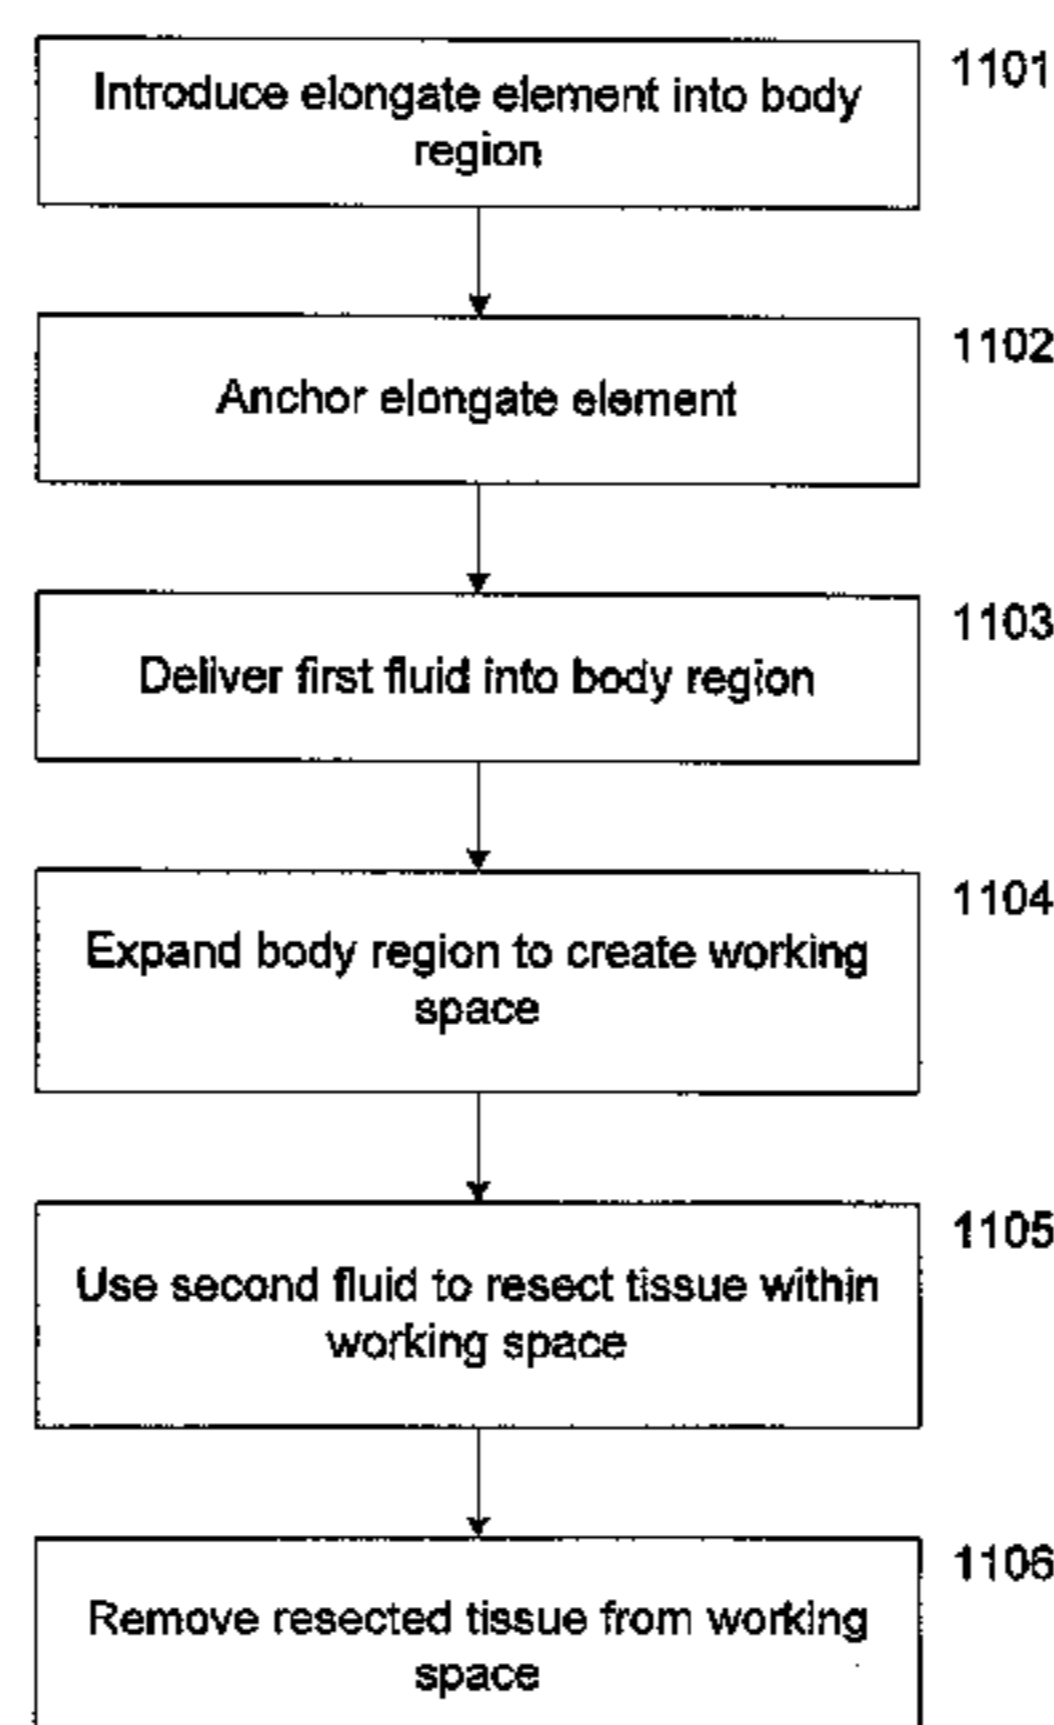 1101
Introduce elongate element into body
region
1102
Anchor elongate element
1103
Deliver first fluid into body region
1104
Expand body region to create working
space
1105
Use second fluid to resect tissue within
working space
1106
Remove resected tissue from working
space